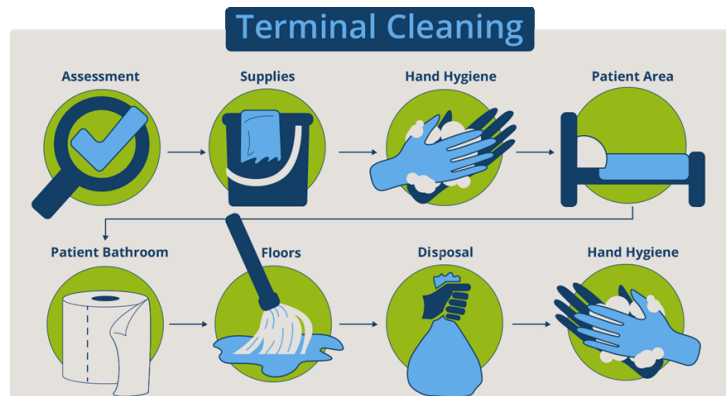 Terminal Cleaning
Assessment
Supplies
Hand Hygiene
Patient Area
Patient Bathroom
Floors
Disposal
Hand Hygiene